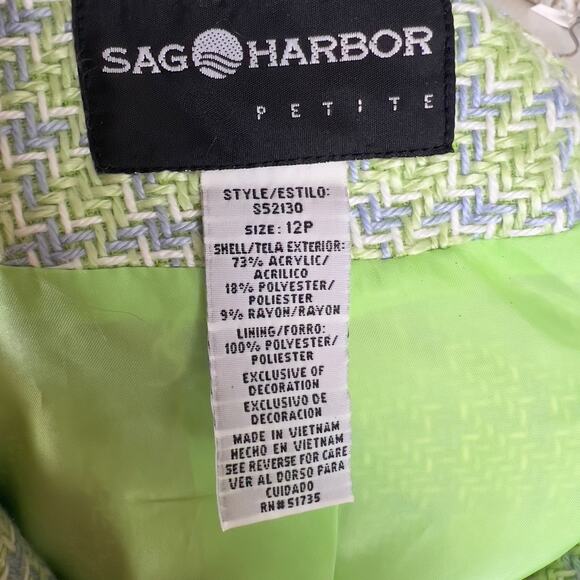 SAG HARBOR
PETITE
STYLE/ESTILO:
S52130
SIZE: 12P
SHELL/TELA EXTERIOR:
73% ACRYLIC/
ACRILICO
18% POLYESTER/
POLIESTER
9% RAYON/RAYON
LINING/FORRO:
100% POLYESTER/
POLIESTER
EXCLUSIVE OF
DECORATION
EXCLUSIVO DE
DECORACION
MADE IN VIETNAM
HECHO EN VIETNAM
SEE REVERSE FOR CARE
VER AL DORSO PARA
CUIDADO
RN#51735